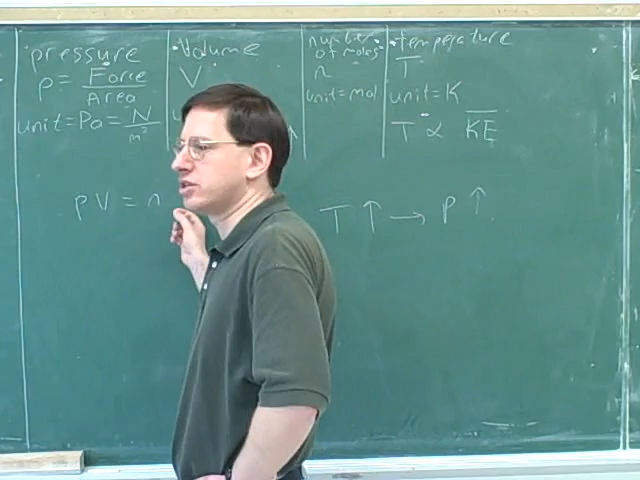 pressure
p = Force
Area
unit = Pa = N
m²
Volume
V
number
of moles
n
unit = mol
temperature
T
unit = K
T ∝ KE
pV = n
T ↑ → P ↑